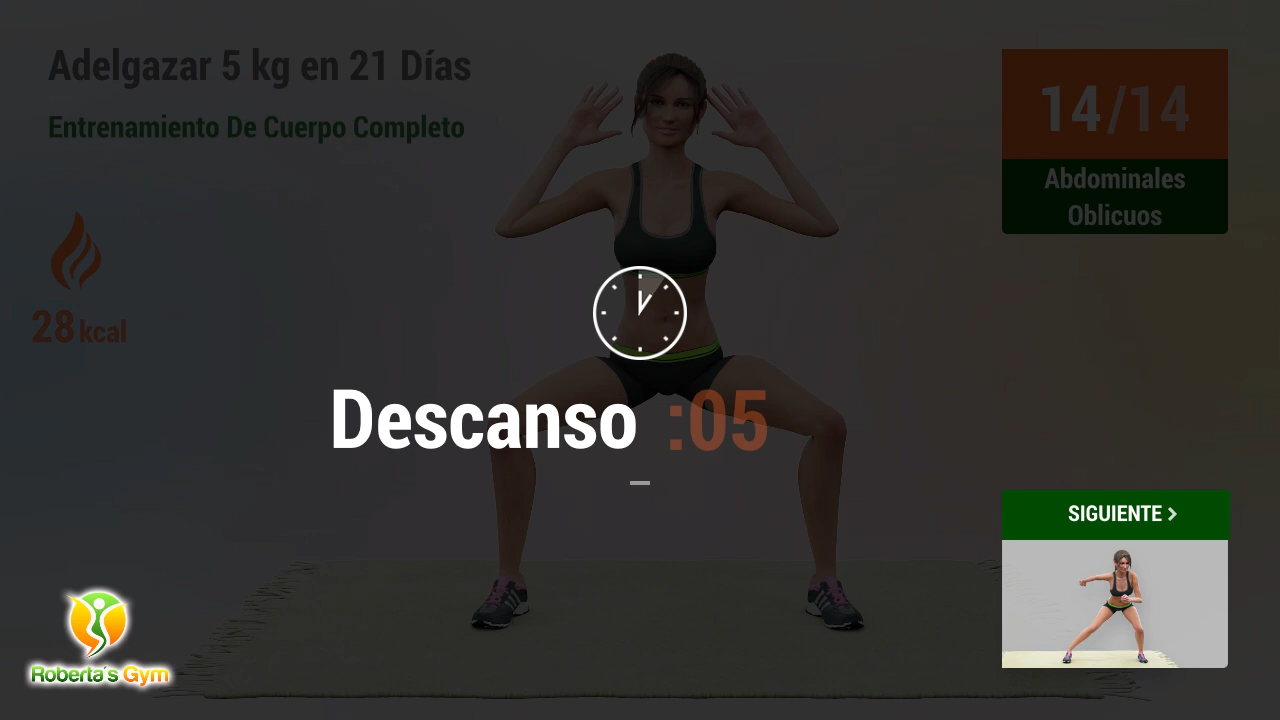 Adelgazar 5 kg en 21 Días
Entrenamiento De Cuerpo Completo
14/14
Abdominales
Oblicuos
28 kcal
Descanso :05
SIGUIENTE >
Roberta's Gym